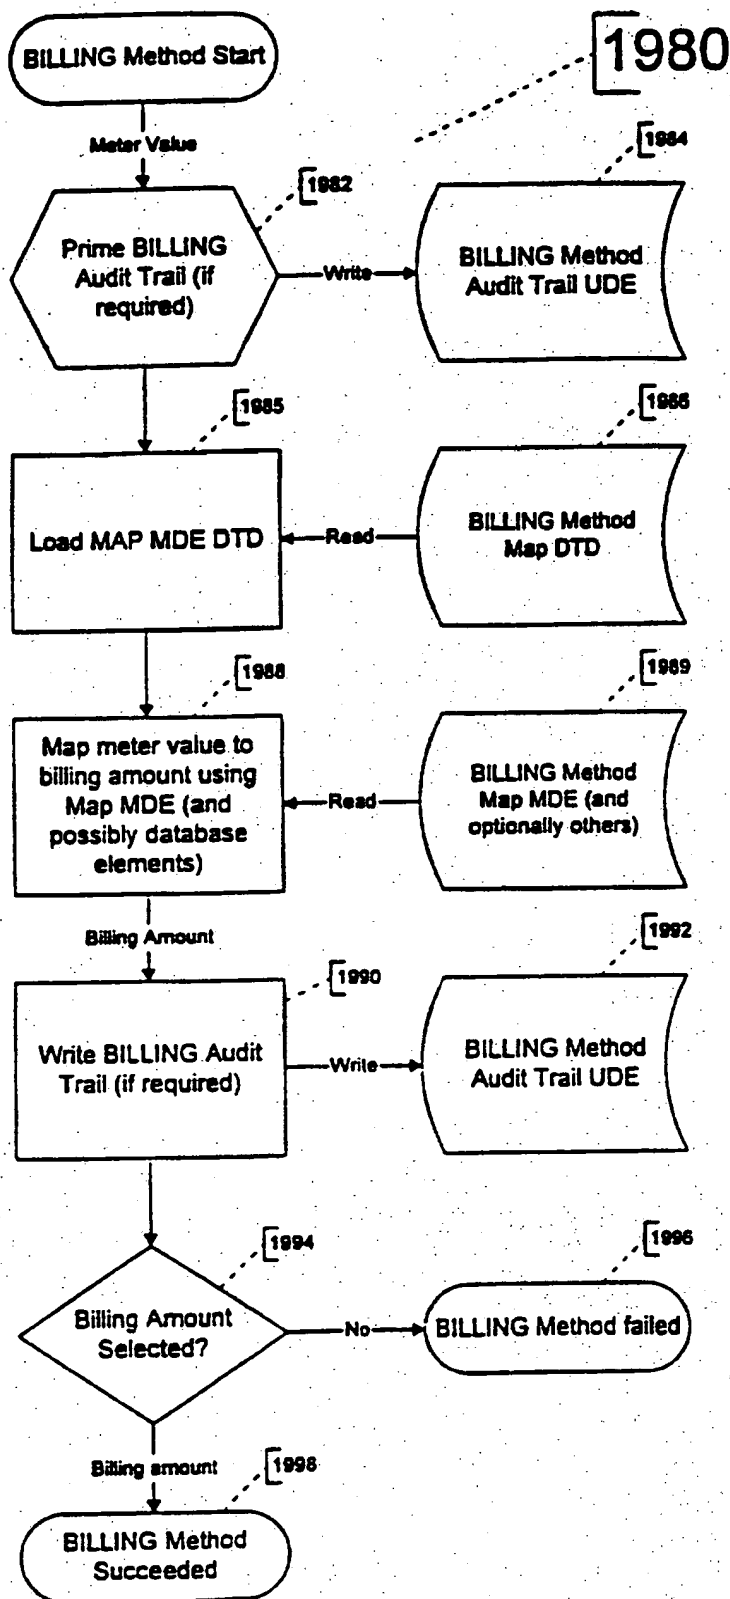 BILLING Method Start
1980
Meter Value
1984
1982
Prime BILLING
Audit Trail (if
required)
Write
BILLING Method
Audit Trail UDE
1985
1986
Load MAP MDE DTD
Read
BILLING Method
Map DTD
1988
1989
Map meter value to
billing amount using
Map MDE (and
possibly database
elements)
Read
BILLING Method
Map MDE (and
optionally others)
Billing Amount
1992
1990
Write BILLING Audit
Trail (if required)
Write
BILLING Method
Audit Trail UDE
1994
1996
Billing Amount
Selected?
No
BILLING Method failed
Billing amount
1998
BILLING Method
Succeeded